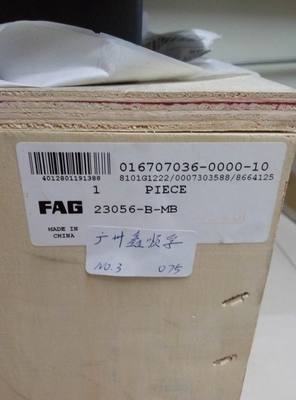 016707036-0000-10
4012801191388
8101G1222/0007303588/8664125
1 PIECE
FAG 23056-B-MB
MADE IN
CHINA
广州鑫顺孚
NO.3 075